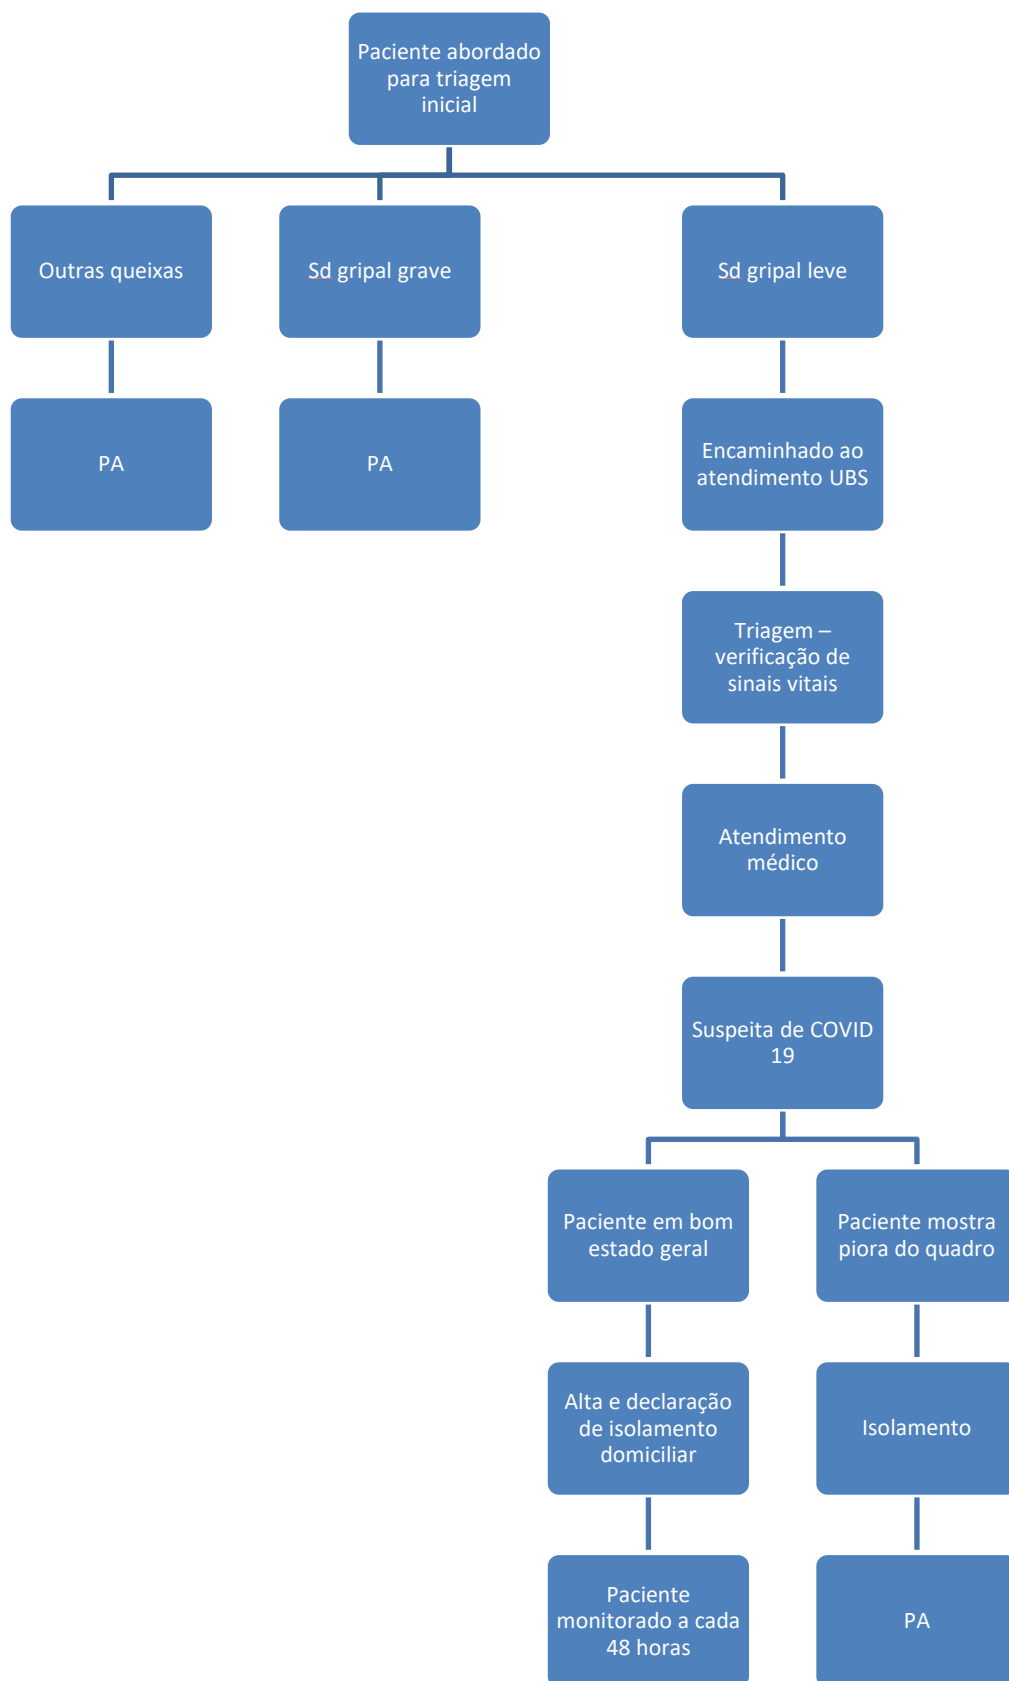 Paciente abordado
para triagem
inicial
Outras queixas
Sd gripal grave
Sd gripal leve
PA
PA
Encaminhado ao
atendimento UBS
Triagem –
verificação de
sinais vitais
Atendimento
médico
Suspeita de COVID
19
Paciente em bom
estado geral
Paciente mostra
piora do quadro
Alta e declaração
de isolamento
domiciliar
Isolamento
Paciente
monitorado a cada
48 horas
PA